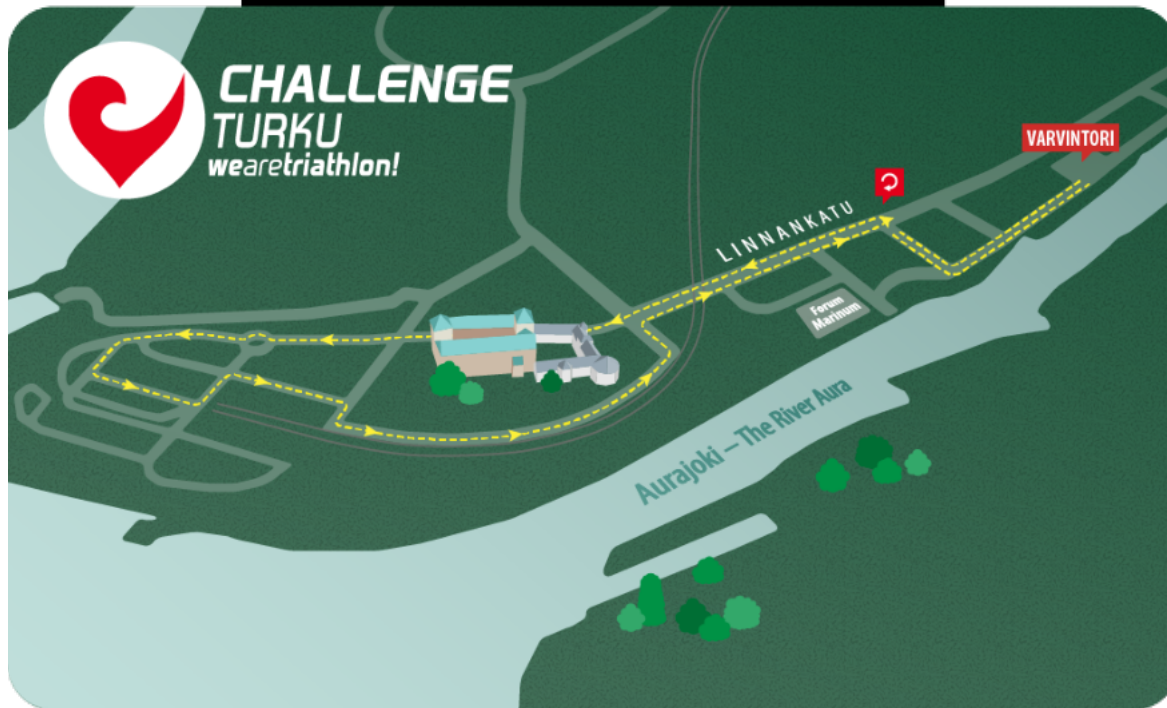 CHALLENGE
TURKU
wearetriathlon!
VARVINTORI
LINNANKATU
Forum
Marinum
Aurajoki – The River Aura